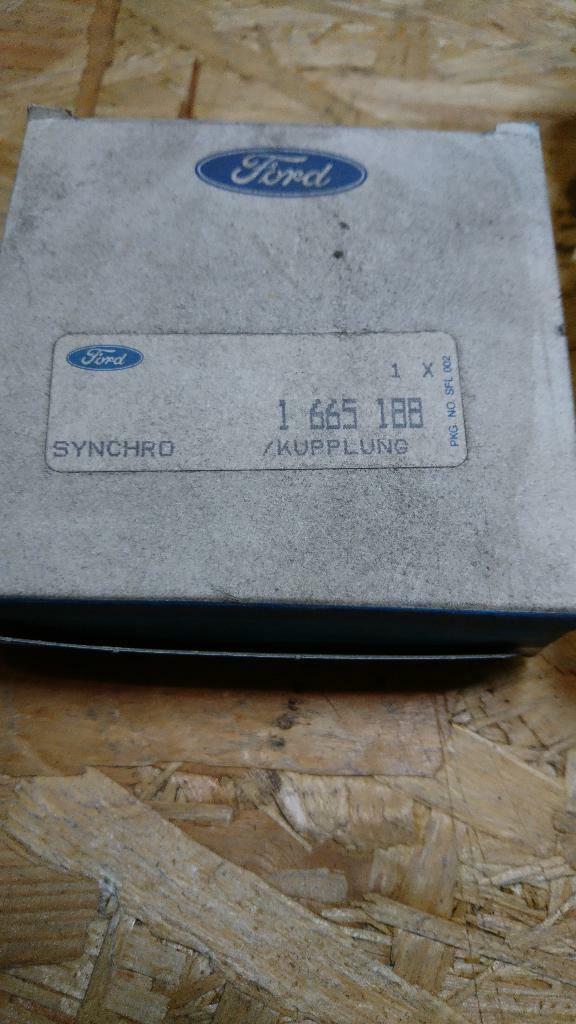 Ford
Ford
1 X
1 665 188
SYNCHRO /KUPPLUNG
PKG NO. SFL 002